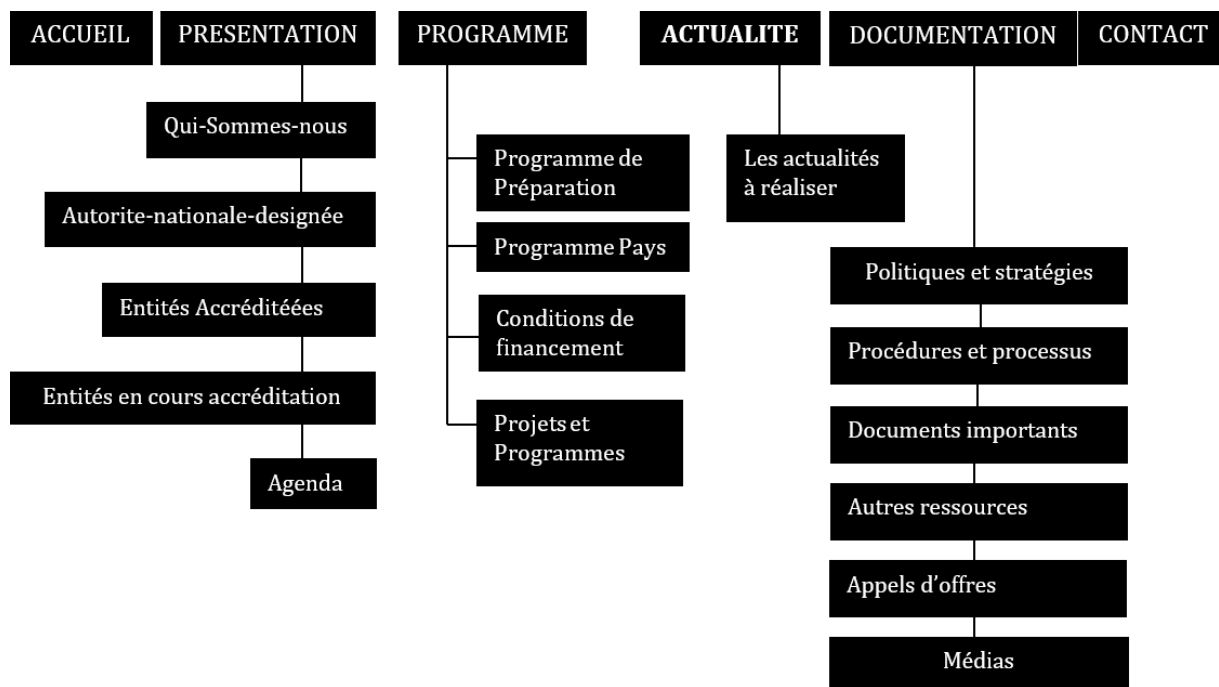 ACCUEIL
PRESENTATION
PROGRAMME
ACTUALITE
DOCUMENTATION
CONTACT
Qui-Sommes-nous
Autorite-nationale-designée
Entités Accréditéées
Entités en cours accréditation
Agenda
Programme de
Préparation
Programme Pays
Conditions de
financement
Projets et
Programmes
Les actualités
à réaliser
Politiques et stratégies
Procédures et processus
Documents importants
Autres ressources
Appels d’offres
Médias